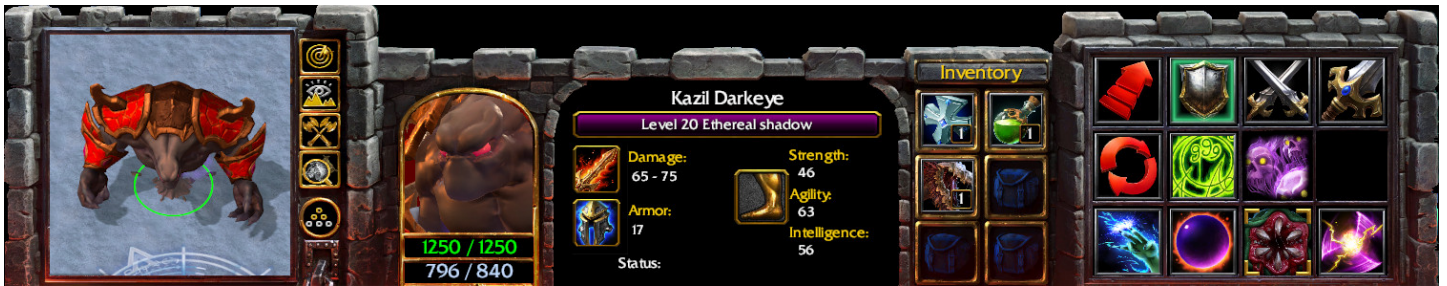 Kazil Darkeye
Level 20 Ethereal shadow
Damage:
65 - 75
Armor:
17
Status:
Strength:
46
Agility:
63
Intelligence:
56
1250 / 1250
796 / 840
Inventory
1
1
1